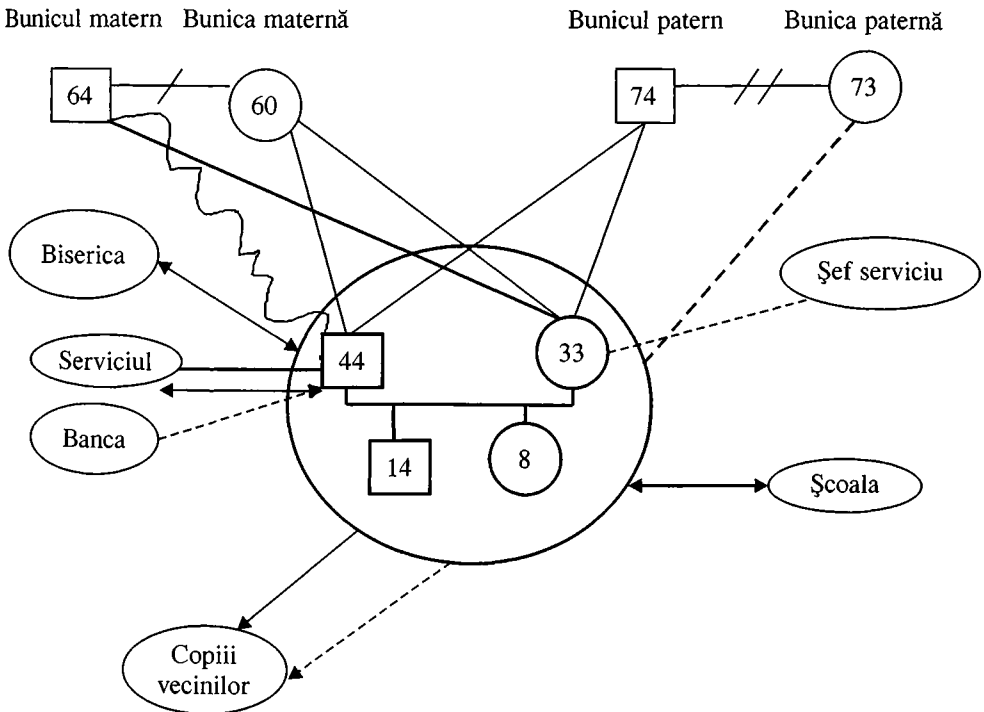 Bunicul matern Bunica maternă Bunicul patern Bunica paternă
64 60 74 73
Biserica
Şef serviciu
Serviciul 44 33
Banca
14 8
Şcoala
Copiii
vecinilor